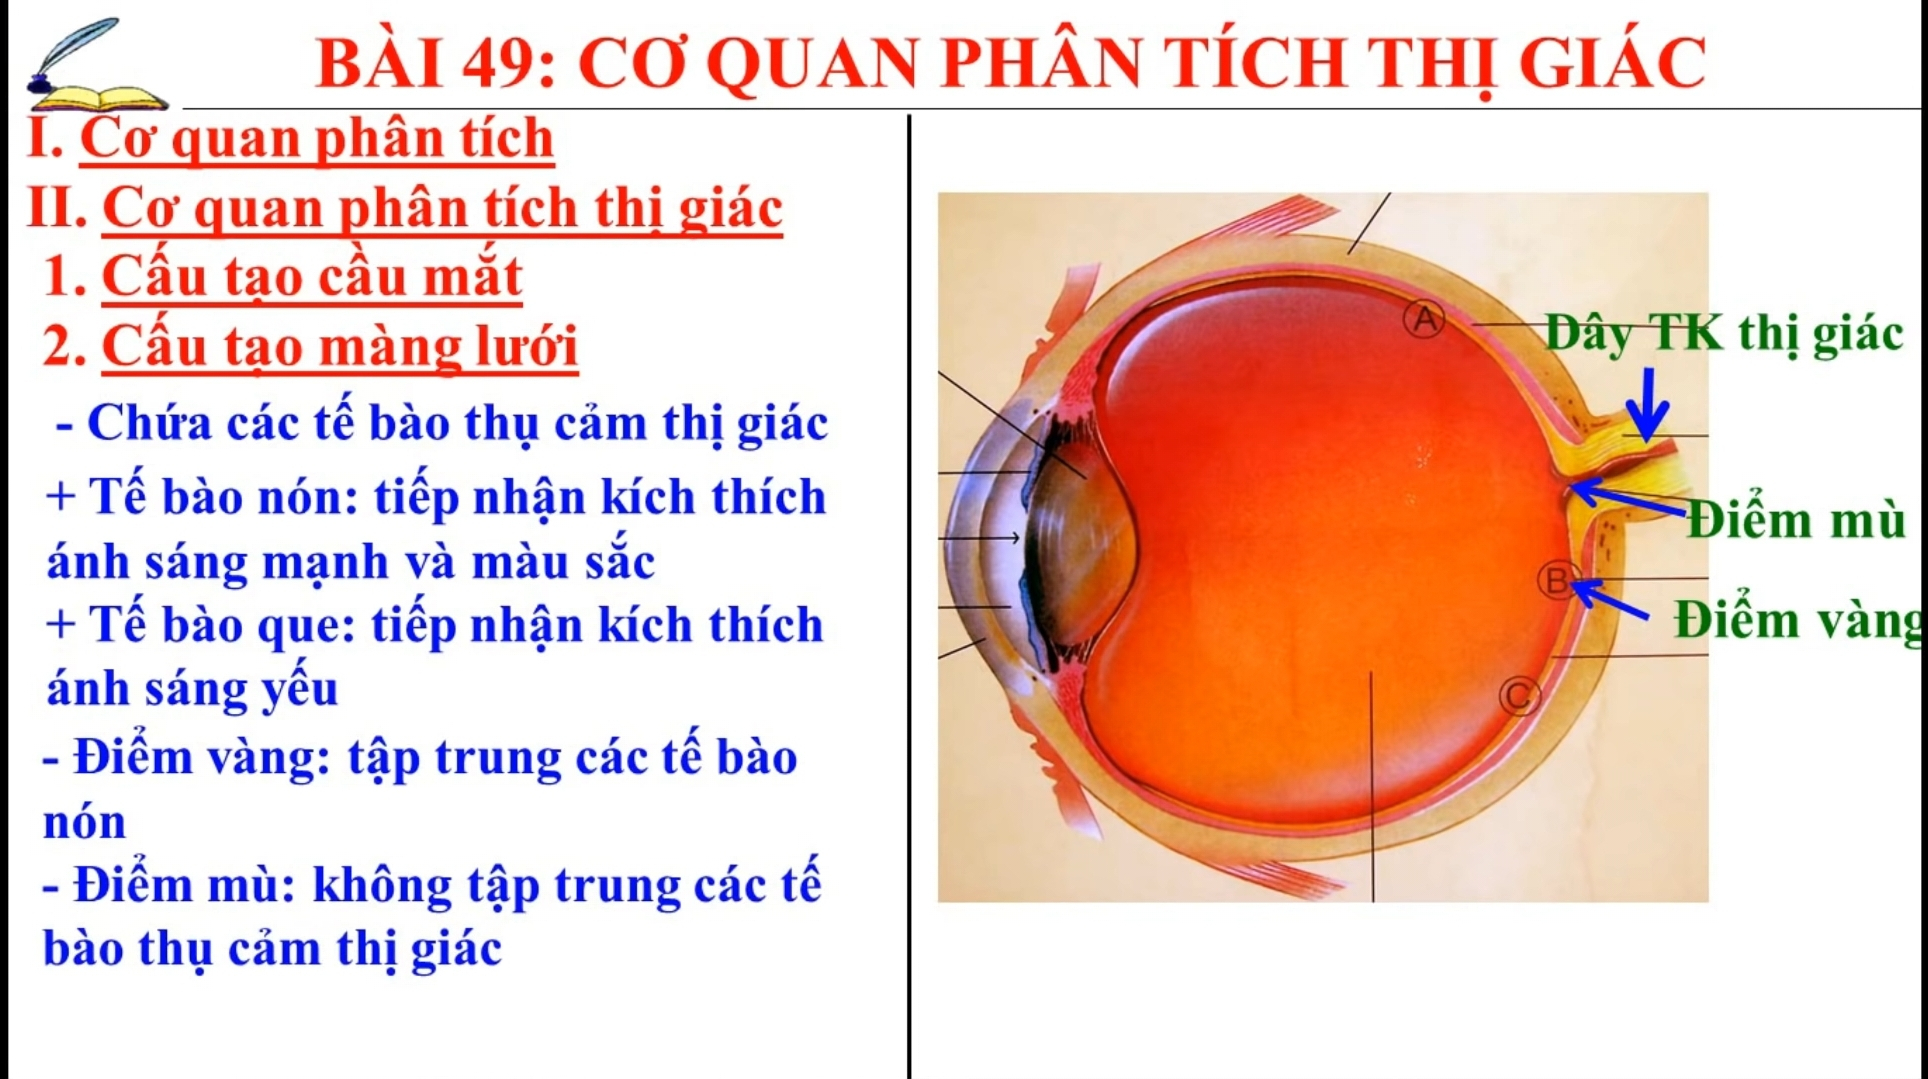 BÀI 49: CƠ QUAN PHÂN TÍCH THỊ GIÁC
I. Cơ quan phân tích
II. Cơ quan phân tích thị giác
1. Cấu tạo cầu mắt
2. Cấu tạo màng lưới
- Chứa các tế bào thụ cảm thị giác
+ Tế bào nón: tiếp nhận kích thích
ánh sáng mạnh và màu sắc
+ Tế bào que: tiếp nhận kích thích
ánh sáng yếu
- Điểm vàng: tập trung các tế bào
nón
- Điểm mù: không tập trung các tế
bào thụ cảm thị giác
A
Dây TK thị giác
Điểm mù
B
Điểm vàng
C